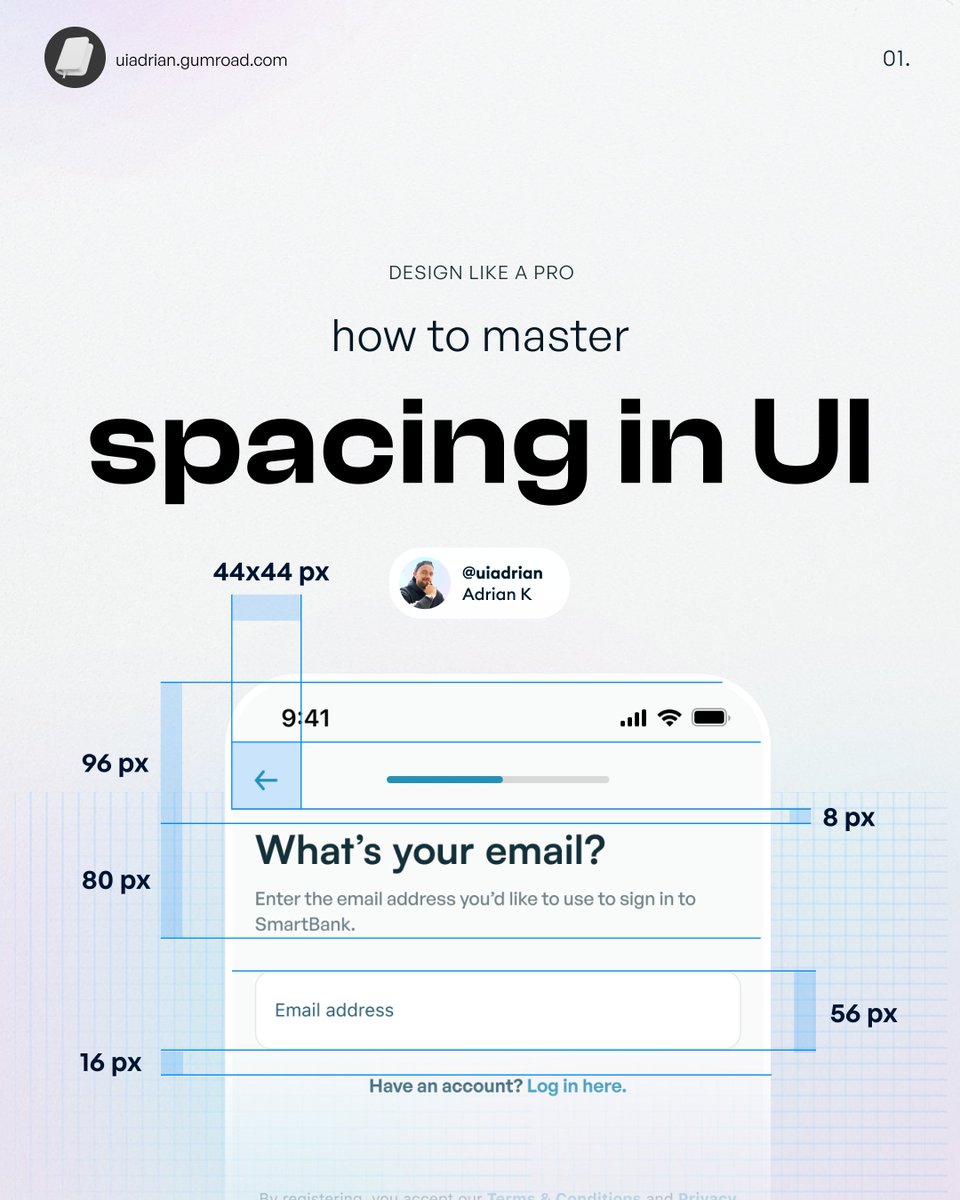 uiadrian.gumroad.com
01.
DESIGN LIKE A PRO
how to master
spacing in UI
44x44 px
@uiadrian
Adrian K
9:41
96 px
8 px
What's your email?
80 px
Enter the email address you'd like to use to sign in to
SmartBank.
Email address
56 px
16 px
Have an account? Log in here.
By registering, you accept our Terms & Conditions and Privacy